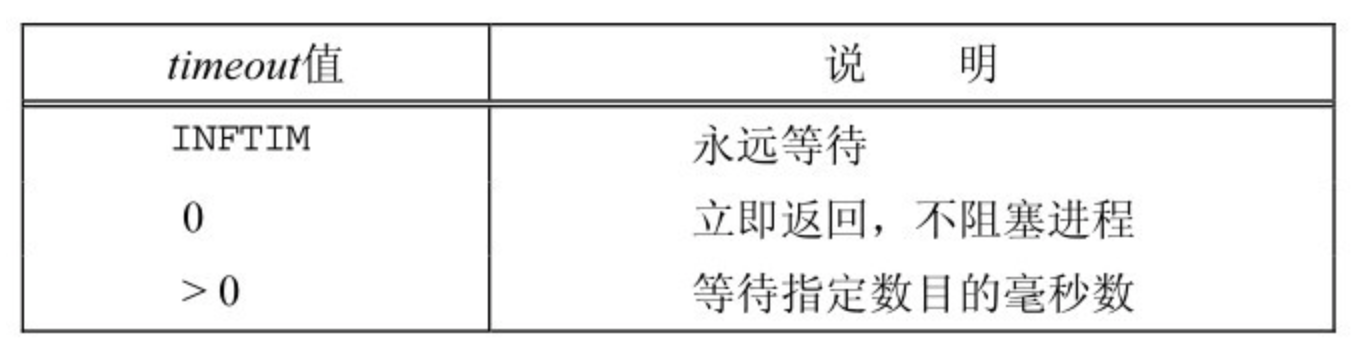 timeout值 说 明
INFTIM 永远等待
0 立即返回，不阻塞进程
> 0 等待指定数目的毫秒数